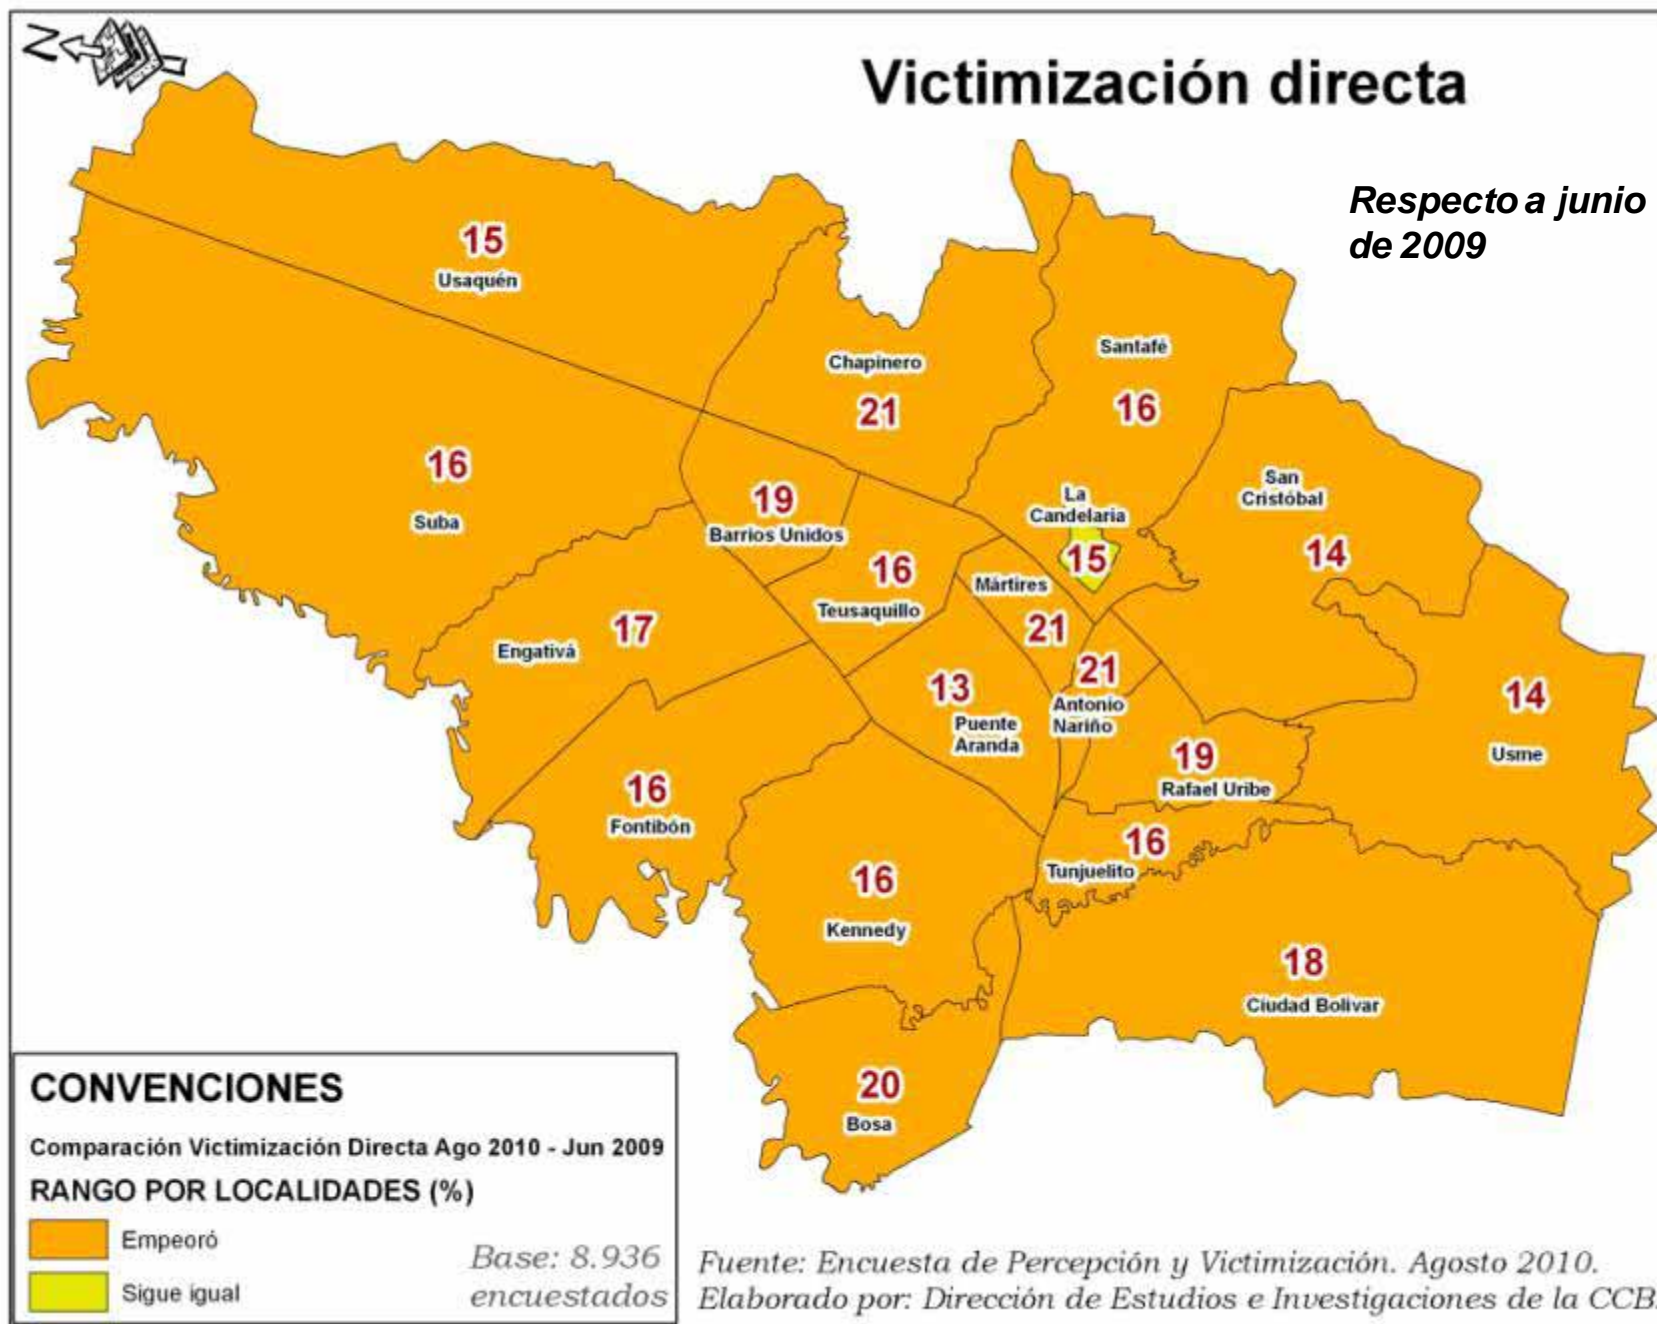 N
Victimización directa
Respecto a junio
de 2009
15
Usaquén
Chapinero
21
Santafé
16
16
Suba
19
Barrios Unidos
La
Candelaria
15
San
Cristóbal
14
16
Teusaquillo
Mártires
21
17
Engativá
21
Antonio
Nariño
13
Puente
Aranda
14
Usme
19
Rafael Uribe
16
Fontibón
16
Tunjuelito
16
Kennedy
18
Ciudad Bolivar
20
Bosa
CONVENCIONES
Comparación Victimización Directa Ago 2010 - Jun 2009
RANGO POR LOCALIDADES (%)
Empeoró
Sigue igual
Base: 8.936
encuestados
Fuente: Encuesta de Percepción y Victimización. Agosto 2010.
Elaborado por: Dirección de Estudios e Investigaciones de la CCB.